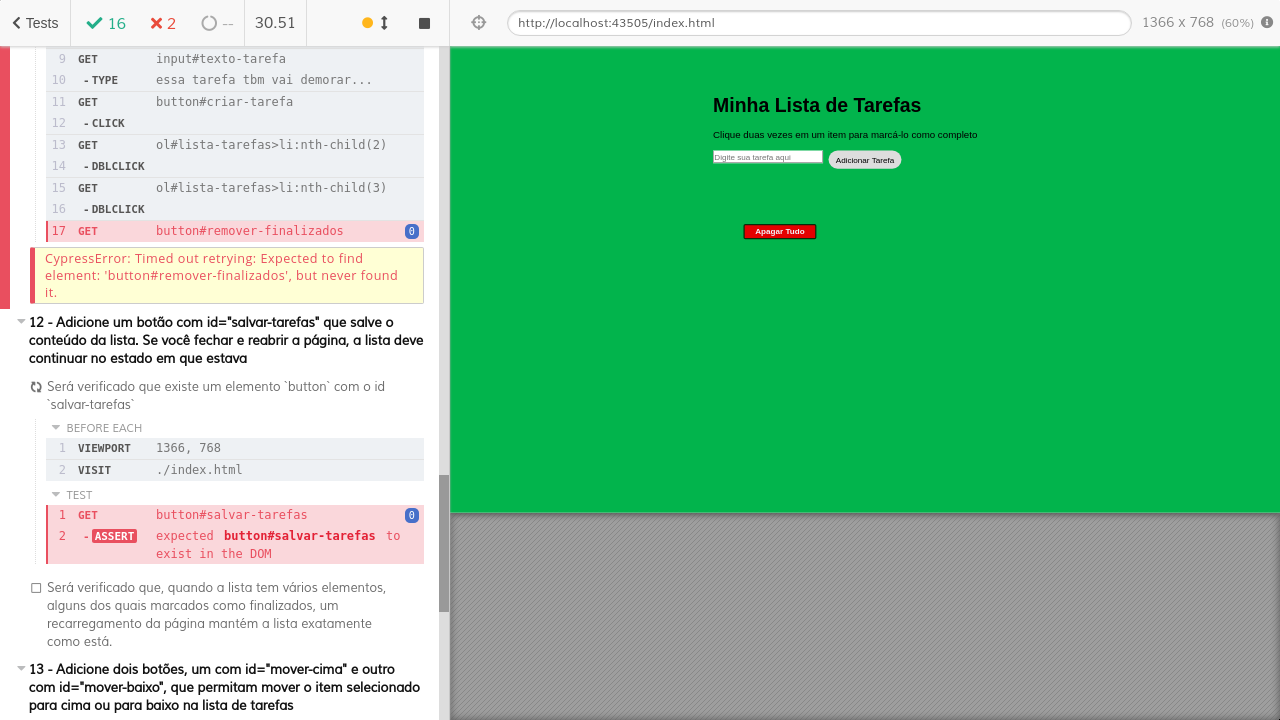 Tests
16
2
--
30.51
http://localhost:43505/index.html
1366 x 768 (60%)
9 GET input#texto-tarefa
10 - TYPE essa tarefa tbm vai demorar...
11 GET button#criar-tarefa
12 - CLICK
13 GET ol#lista-tarefas>li:nth-child(2)
14 - DBLCLICK
15 GET ol#lista-tarefas>li:nth-child(3)
16 - DBLCLICK
17 GET button#remover-finalizados 0
CypressError: Timed out retrying: Expected to find
element: 'button#remover-finalizados', but never found
it.
12 - Adicione um botão com id="salvar-tarefas" que salve o
conteúdo da lista. Se você fechar e reabrir a página, a lista deve
continuar no estado em que estava
Será verificado que existe um elemento `button` com o id
`salvar-tarefas`
BEFORE EACH
1 VIEWPORT 1366, 768
2 VISIT ./index.html
TEST
1 GET button#salvar-tarefas 0
2 - ASSERT expected button#salvar-tarefas to
exist in the DOM
Será verificado que, quando a lista tem vários elementos,
alguns dos quais marcados como finalizados, um
recarregamento da página mantém a lista exatamente
como está.
13 - Adicione dois botões, um com id="mover-cima" e outro
com id="mover-baixo", que permitam mover o item selecionado
para cima ou para baixo na lista de tarefas
Minha Lista de Tarefas
Clique duas vezes em um item para marcá-lo como completo
Digite sua tarefa aqui
Adicionar Tarefa
Apagar Tudo